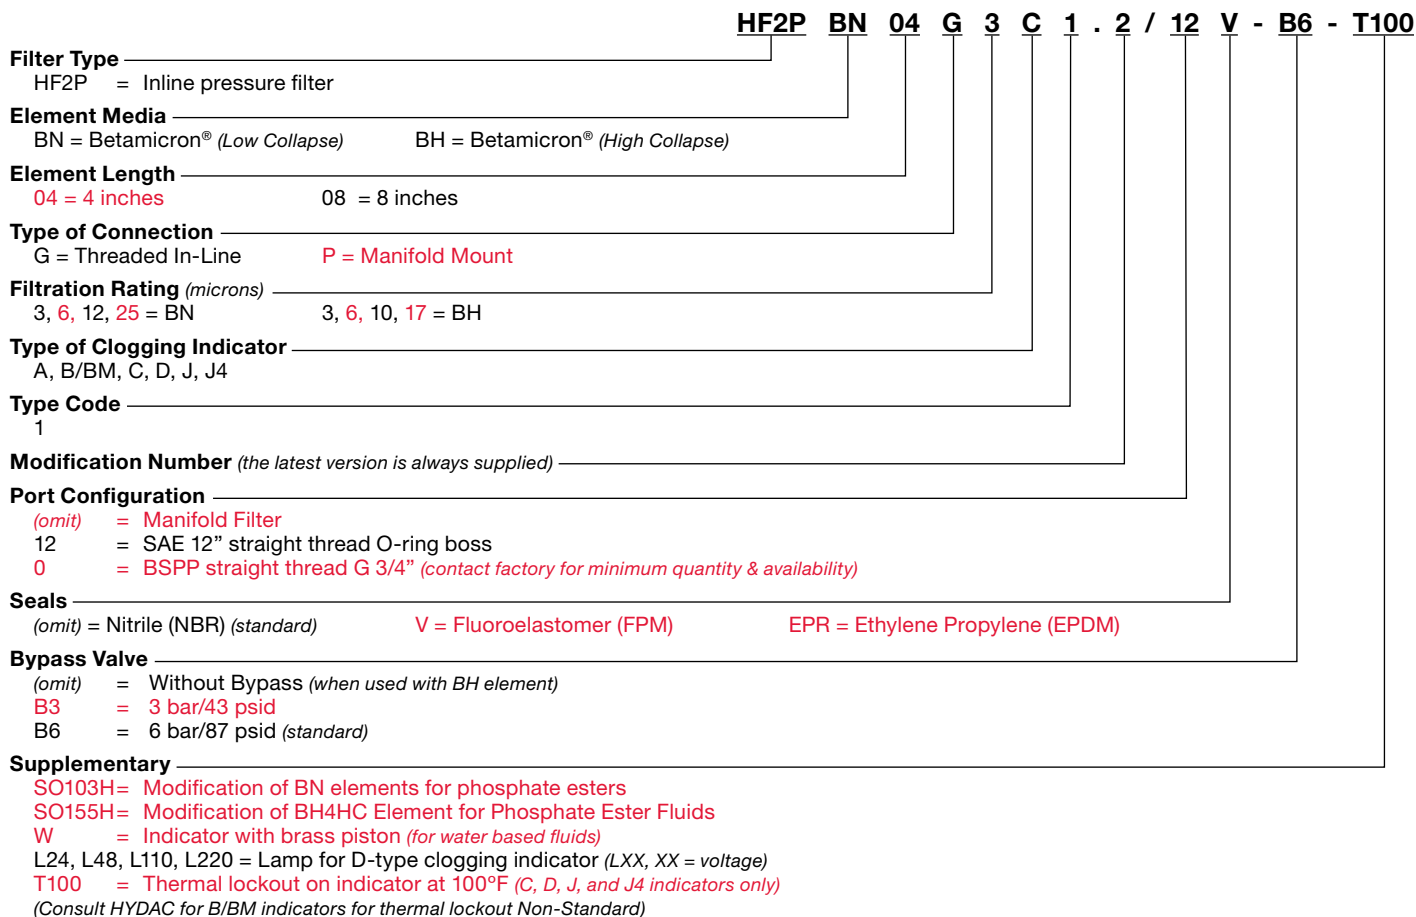 HF2P BN 04 G 3 C 1 . 2 / 12 V - B6 - T100
Filter Type
HF2P = Inline pressure filter
Element Media
BN = Betamicron® (Low Collapse) BH = Betamicron® (High Collapse)
Element Length
04 = 4 inches 08 = 8 inches
Type of Connection
G = Threaded In-Line P = Manifold Mount
Filtration Rating (microns)
3, 6, 12, 25 = BN 3, 6, 10, 17 = BH
Type of Clogging Indicator
A, B/BM, C, D, J, J4
Type Code
1
Modification Number (the latest version is always supplied)
Port Configuration
(omit) = Manifold Filter
12 = SAE 12” straight thread O-ring boss
0 = BSPP straight thread G 3/4” (contact factory for minimum quantity & availability)
Seals
(omit) = Nitrile (NBR) (standard) V = Fluoroelastomer (FPM) EPR = Ethylene Propylene (EPDM)
Bypass Valve
(omit) = Without Bypass (when used with BH element)
B3 = 3 bar/43 psid
B6 = 6 bar/87 psid (standard)
Supplementary
SO103H= Modification of BN elements for phosphate esters
SO155H= Modification of BH4HC Element for Phosphate Ester Fluids
W = Indicator with brass piston (for water based fluids)
L24, L48, L110, L220 = Lamp for D-type clogging indicator (LXX, XX = voltage)
T100 = Thermal lockout on indicator at 100ºF (C, D, J, and J4 indicators only)
(Consult HYDAC for B/BM indicators for thermal lockout Non-Standard)